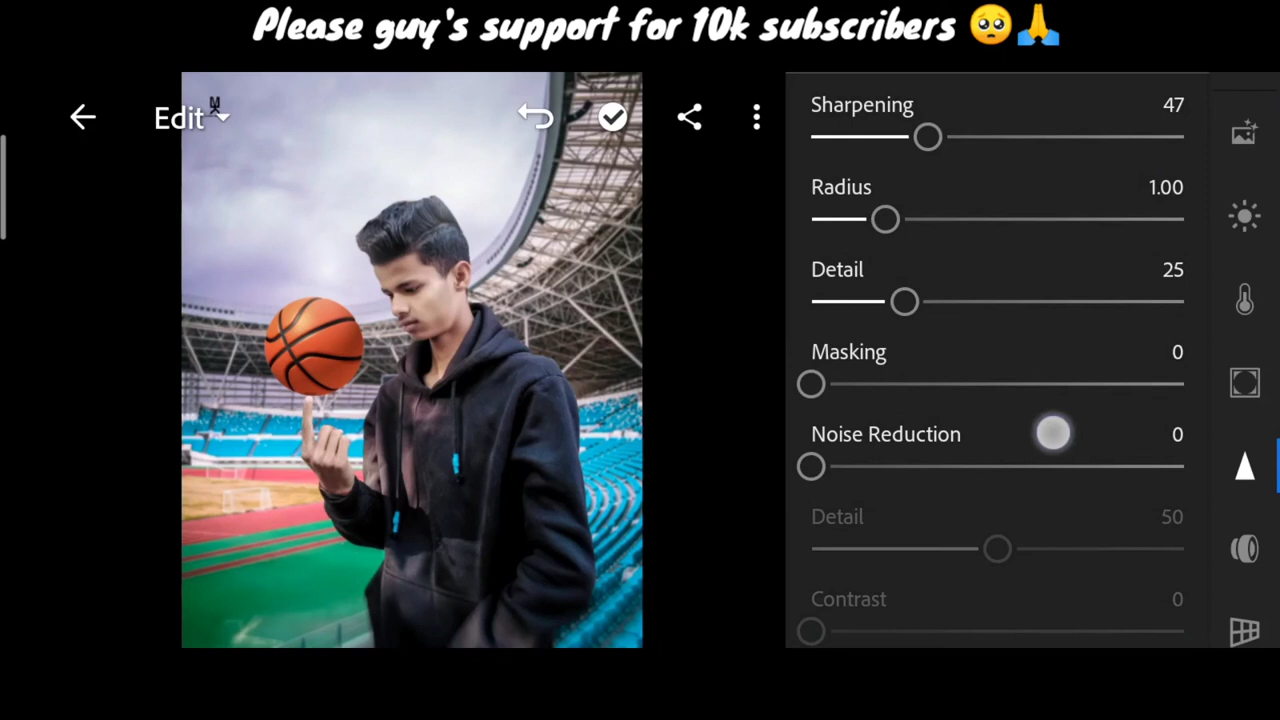 Please guy's support for 10k subscribers 🥺🙏
Edit
Sharpening 47
Radius 1.00
Detail 25
Masking 0
Noise Reduction 0
Detail 50
Contrast 0